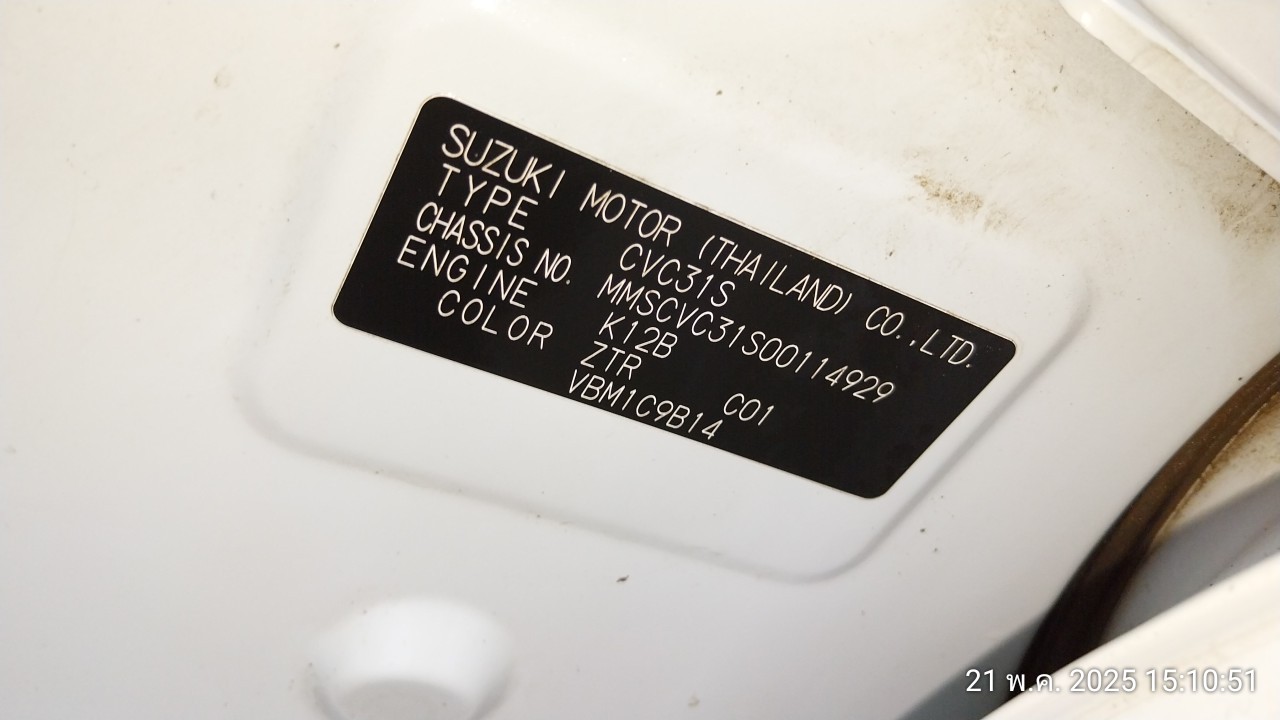 SUZUKI MOTOR (THAILAND) CO.,LTD.
TYPE CVC31S
CHASSIS NO. MMSCVC31S00114929
ENGINE K12B
COLOR ZTR C01
VBM1C9B14
21 พ.ค. 2025 15:10:51